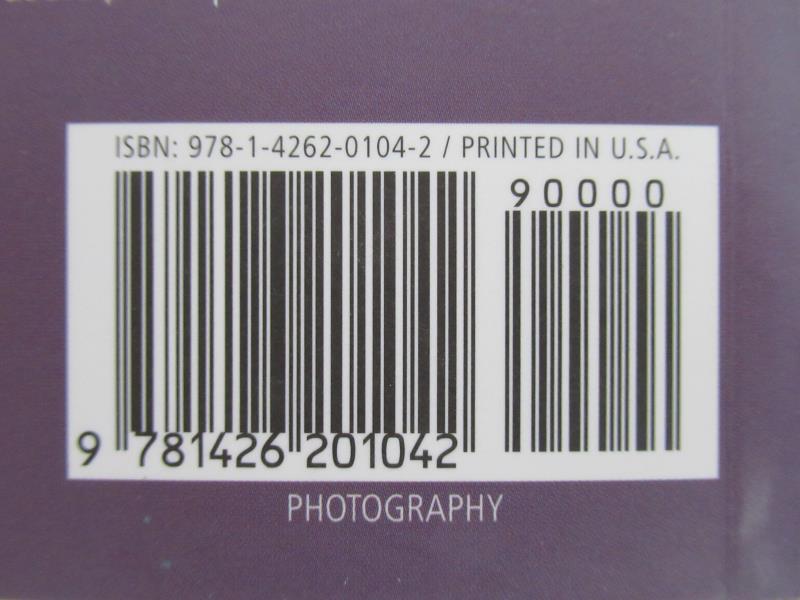 ISBN: 978-1-4262-0104-2 / PRINTED IN U.S.A.
90000
9 781426 201042
PHOTOGRAPHY